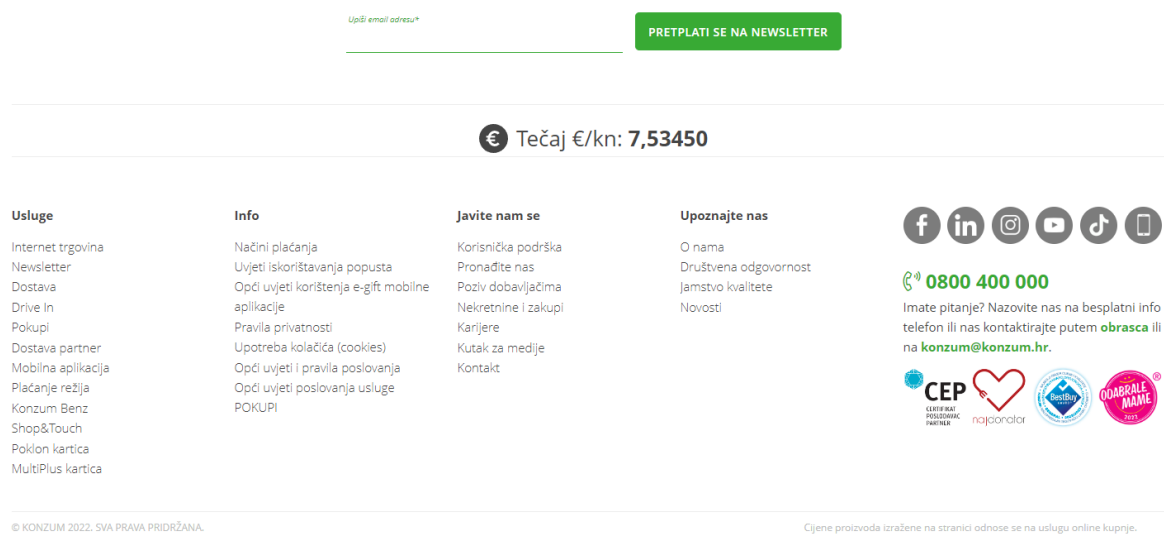 Upiši email adresu*
PRETPLATI SE NA NEWSLETTER
€ Tečaj €/kn: 7,53450
Usluge
Internet trgovina
Newsletter
Dostava
Drive In
Pokupi
Dostava partner
Mobilna aplikacija
Plaćanje režija
Konzum Benz
Shop&Touch
Poklon kartica
MultiPlus kartica
Info
Načini plaćanja
Uvjeti iskorištavanja popusta
Opći uvjeti korištenja e-gift mobilne
aplikacije
Pravila privatnosti
Upotreba kolačića (cookies)
Opći uvjeti i pravila poslovanja
Opći uvjeti poslovanja usluge
POKUPI
Javite nam se
Korisnička podrška
Pronađite nas
Poziv dobavljačima
Nekretnine i zakupi
Karijere
Kutak za medije
Kontakt
Upoznajte nas
O nama
Društvena odgovornost
Jamstvo kvalitete
Novosti
0800 400 000
Imate pitanje? Nazovite nas na besplatni info
telefon ili nas kontaktirajte putem obrasca ili
na konzum@konzum.hr.
CEP
CERTIFIKAT
POSLODAVAC
PARTNER
najdonator
BestBuy
ODABRALE
MAME
®
© KONZUM 2022. SVA PRAVA PRIDRŽANA.
Cijene proizvoda izražene na stranici odnose se na uslugu online kupnje.